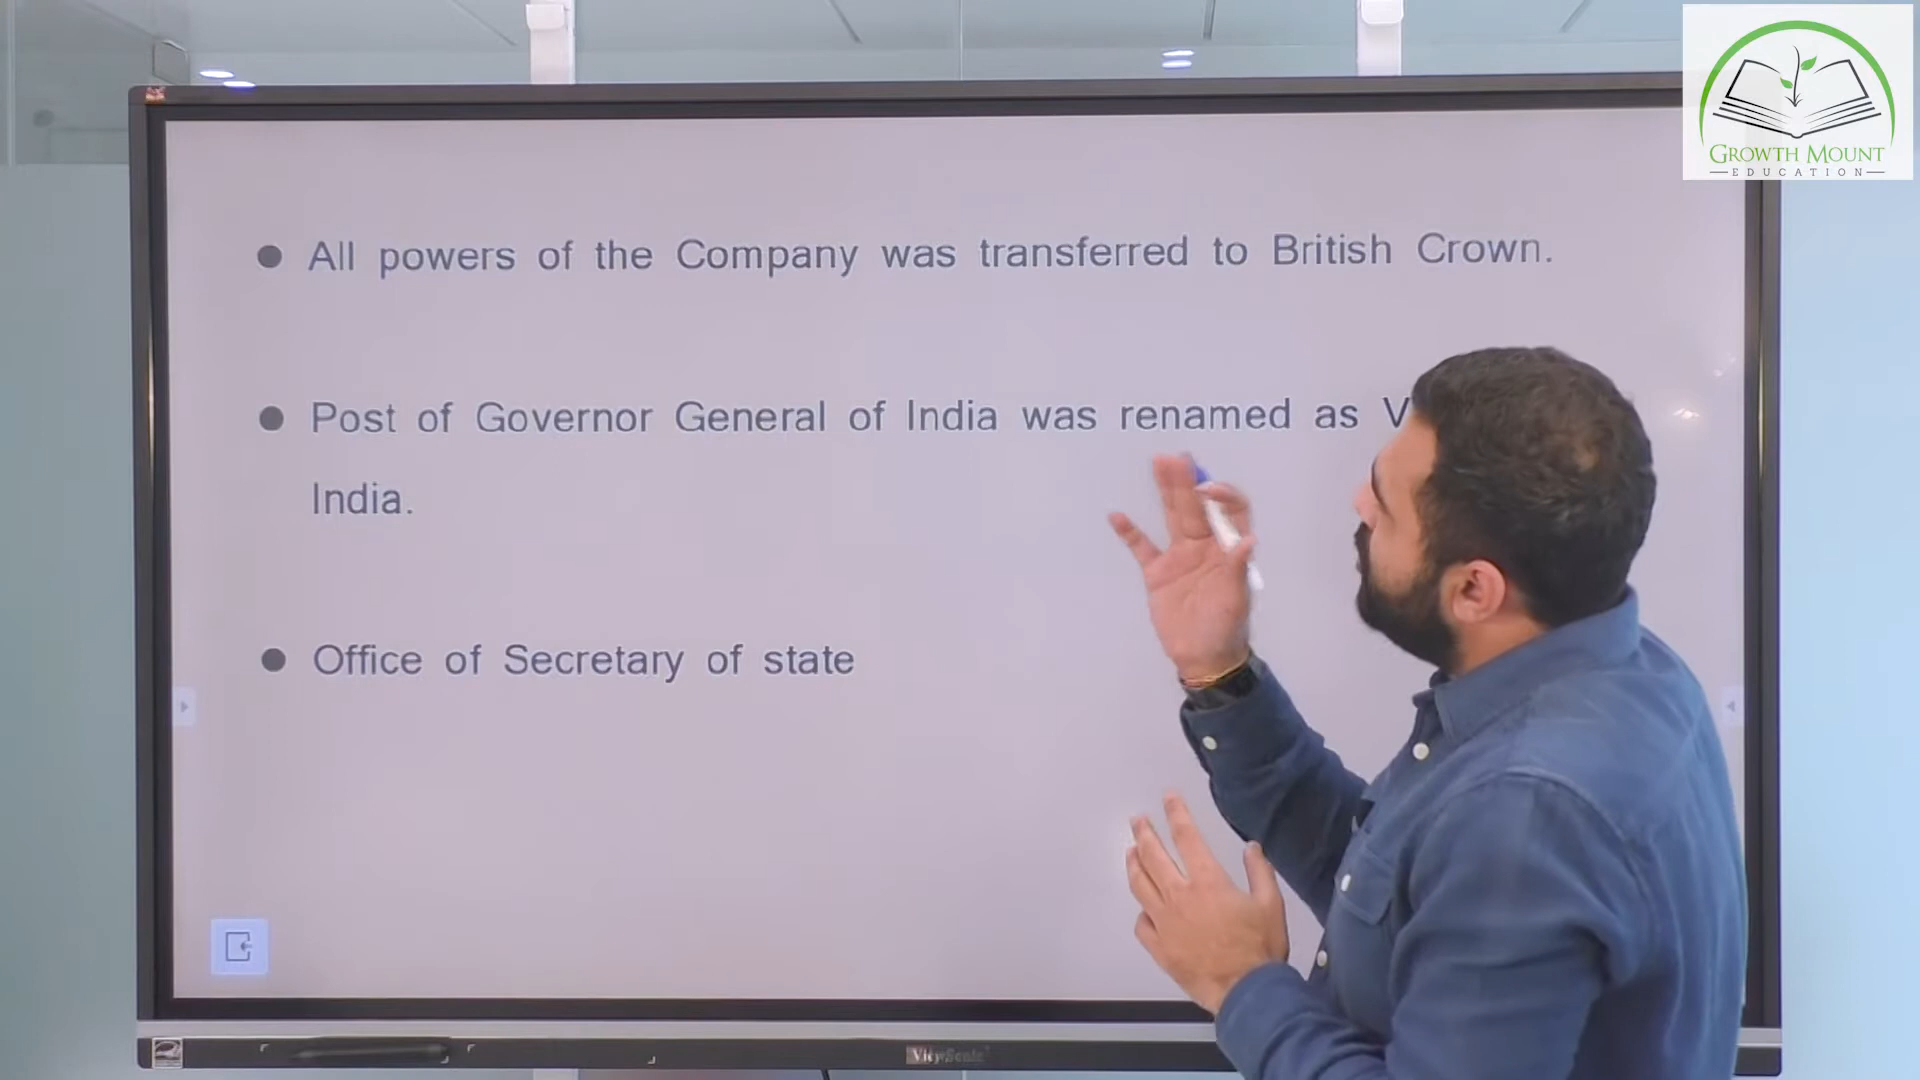 GROWTH MOUNT
EDUCATION
All powers of the Company was transferred to British Crown.
Post of Governor General of India was renamed as
India.
Office of Secretary of state
ViewSonic